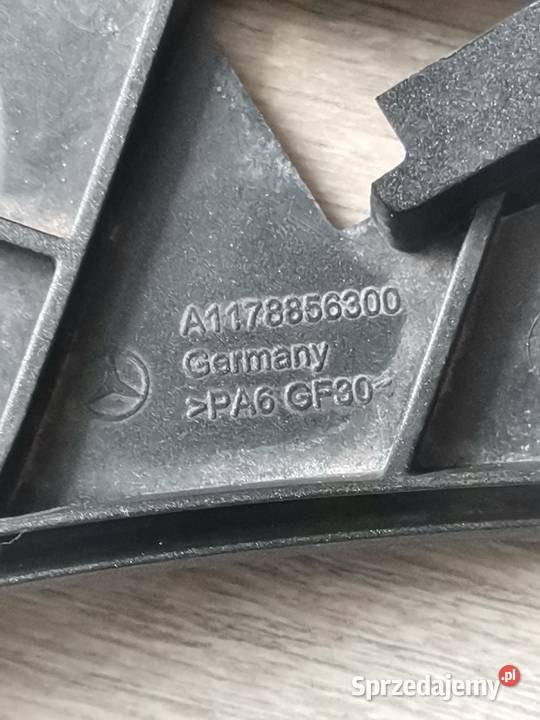 A1178856300
Germany
>PA6 GF30<
Sprzedajemy.pl